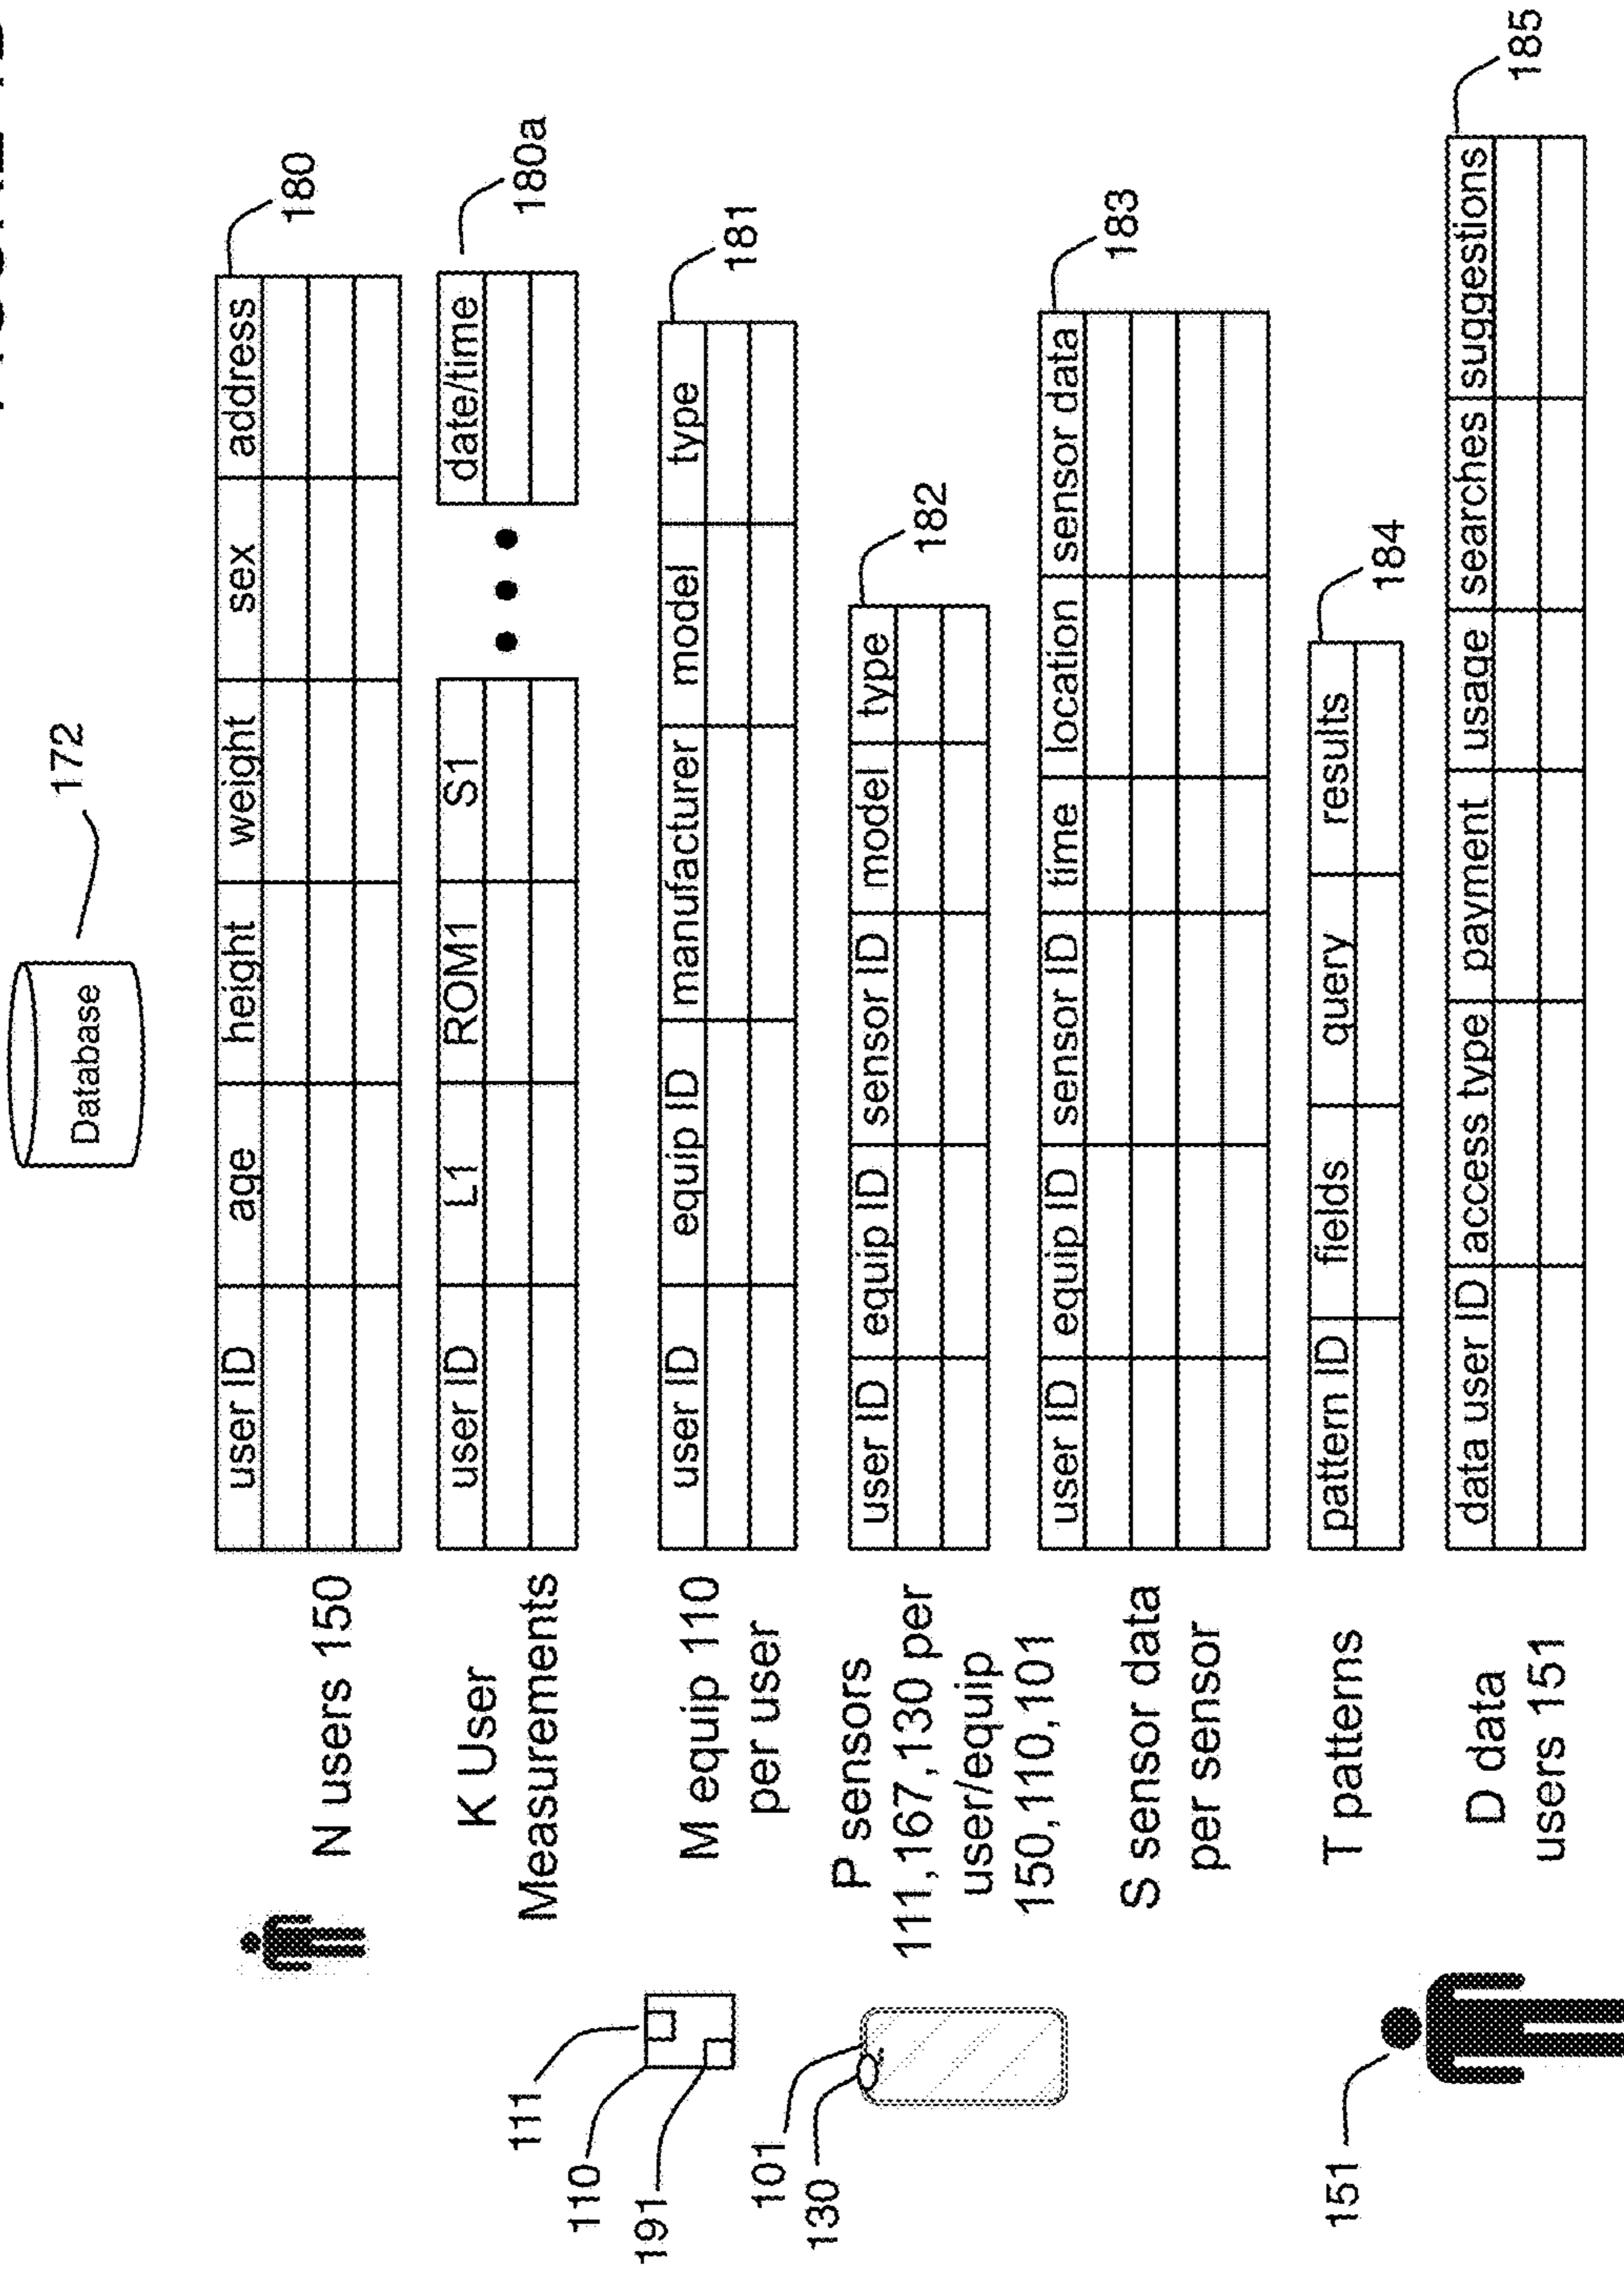 Database
172
user ID age height weight sex address
180
N users 150
user ID L1 ROM1 S1 date/time
180a
K User
Measurements
user ID equip ID manufacturer model type
181
M equip 110
per user
111
110
191
user ID equip ID sensor ID model type
182
P sensors
111,167,130 per
user/equip
150,110,101
101
130
user ID equip ID sensor ID time location sensor data
183
S sensor data
per sensor
pattern ID fields query results
184
T patterns
data user ID access type payment usage searches suggestions
185
D data
users 151
151